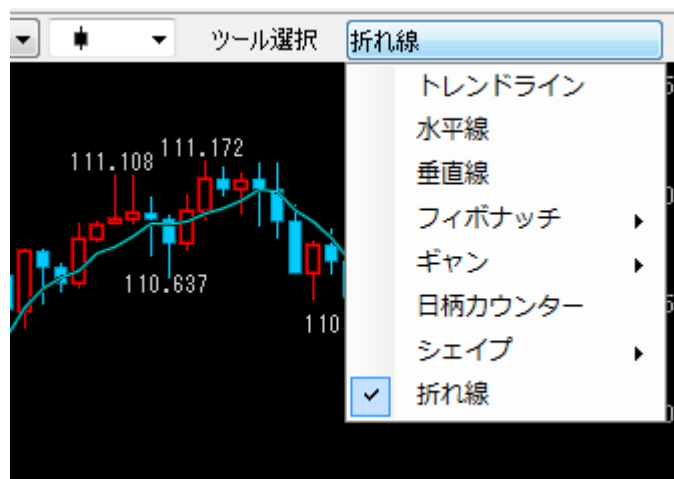 ツール選択 折れ線
トレンドライン
水平線
垂直線
フィボナッチ
ギャン
日柄カウンター
シェイプ
折れ線
111.108
111.172
110.637
110